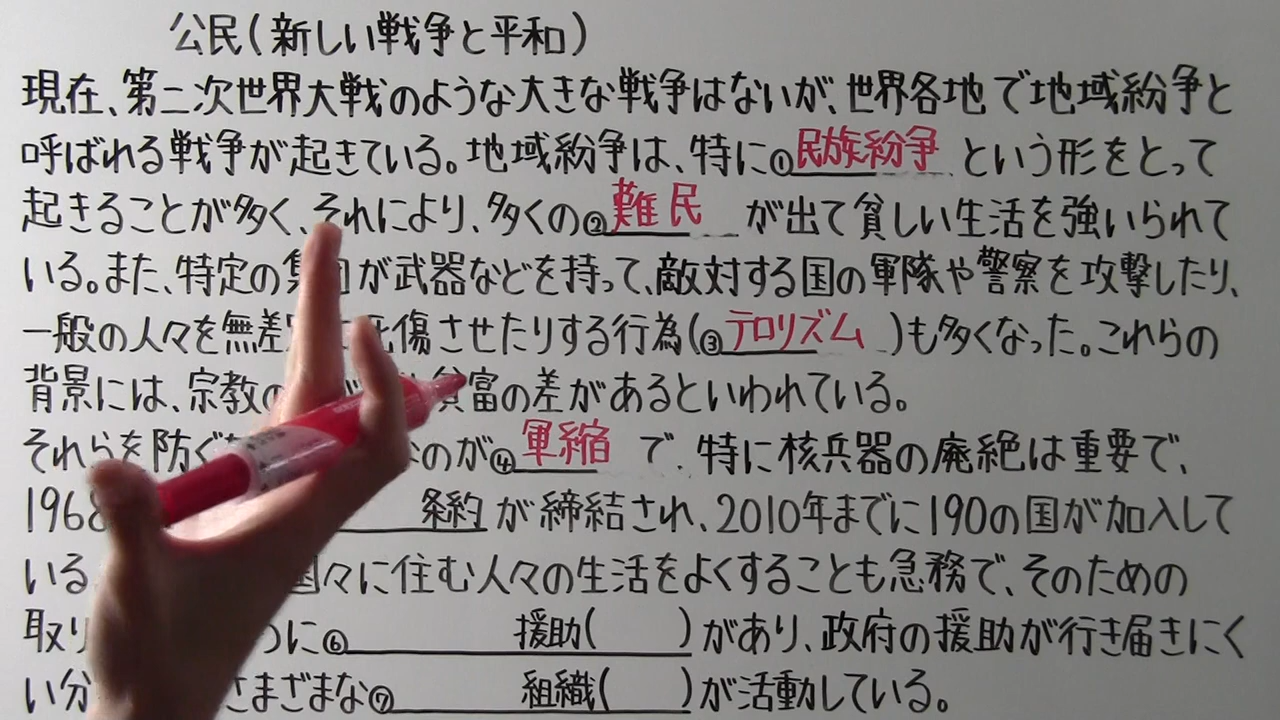 公民(新しい戦争と平和)
現在、第二次世界大戦のような大きな戦争はないが、世界各地で地域紛争と
呼ばれる戦争が起きている。地域紛争は、特に①民族紛争という形をとって
起きることが多く、それにより、多くの②難民が出て貧しい生活を強いられて
いる。また、特定の集団が武器などを持って、敵対する国の軍隊や警察を攻撃したり、
一般の人々を無差 死傷させたりする行為(③テロリズム)も多くなった。これらの
背景には、宗教の 貧富の差があるといわれている。
それらを防ぐ のが④軍縮で、特に核兵器の廃絶は重要で、
1968 条約が締結され、2010年までに190の国が加入して
いる 国々に住む人々の生活をよくすることも急務で、そのための
取り つに⑥ 援助( )があり、政府の援助が行き届きにく
い分 さまざまな⑦ 組織( )が活動している。